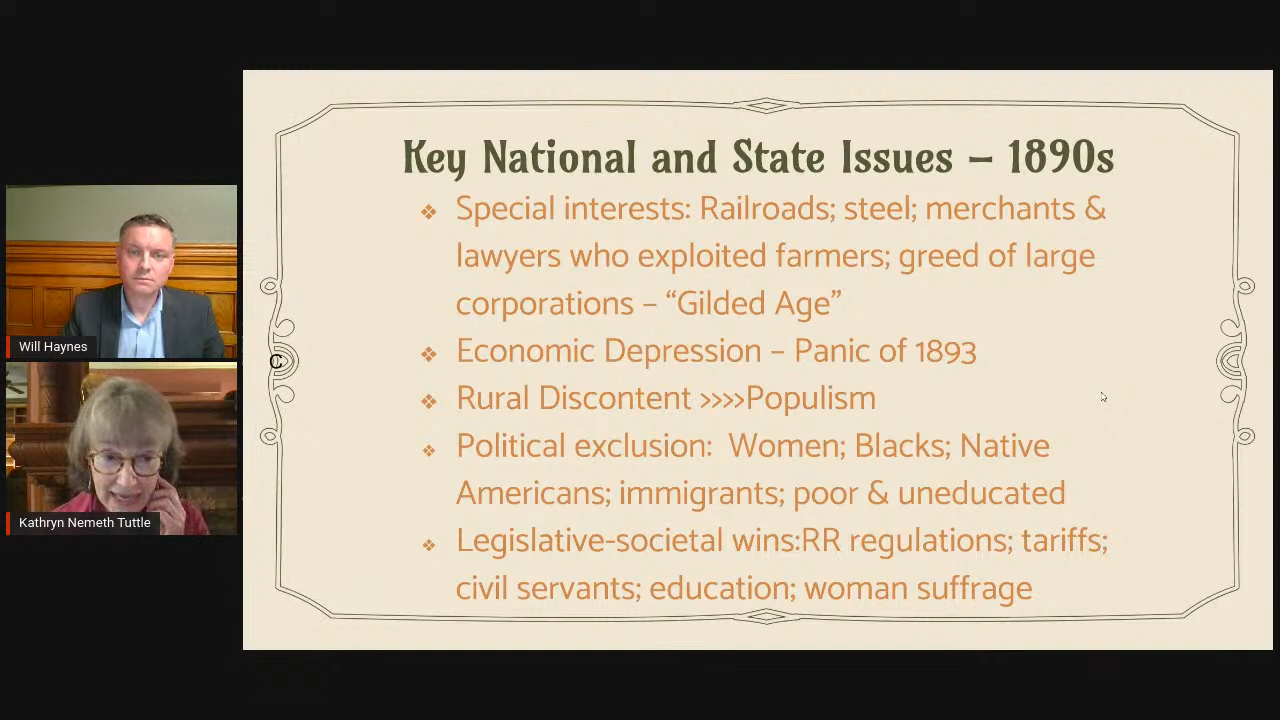 Key National and State Issues – 1890s
❖ Special interests: Railroads; steel; merchants &
lawyers who exploited farmers; greed of large
corporations – “Gilded Age”
❖ Economic Depression – Panic of 1893
❖ Rural Discont­ent >>>>Populism
❖ Political exclusion:  Women; Blacks; Native
Americans; immigrants; poor & uneducated
❖ Legislative-societal wins:RR regulations; tariffs;
civil servants; education; woman suffrage
C
Will Haynes
Kathryn Nemeth Tuttle